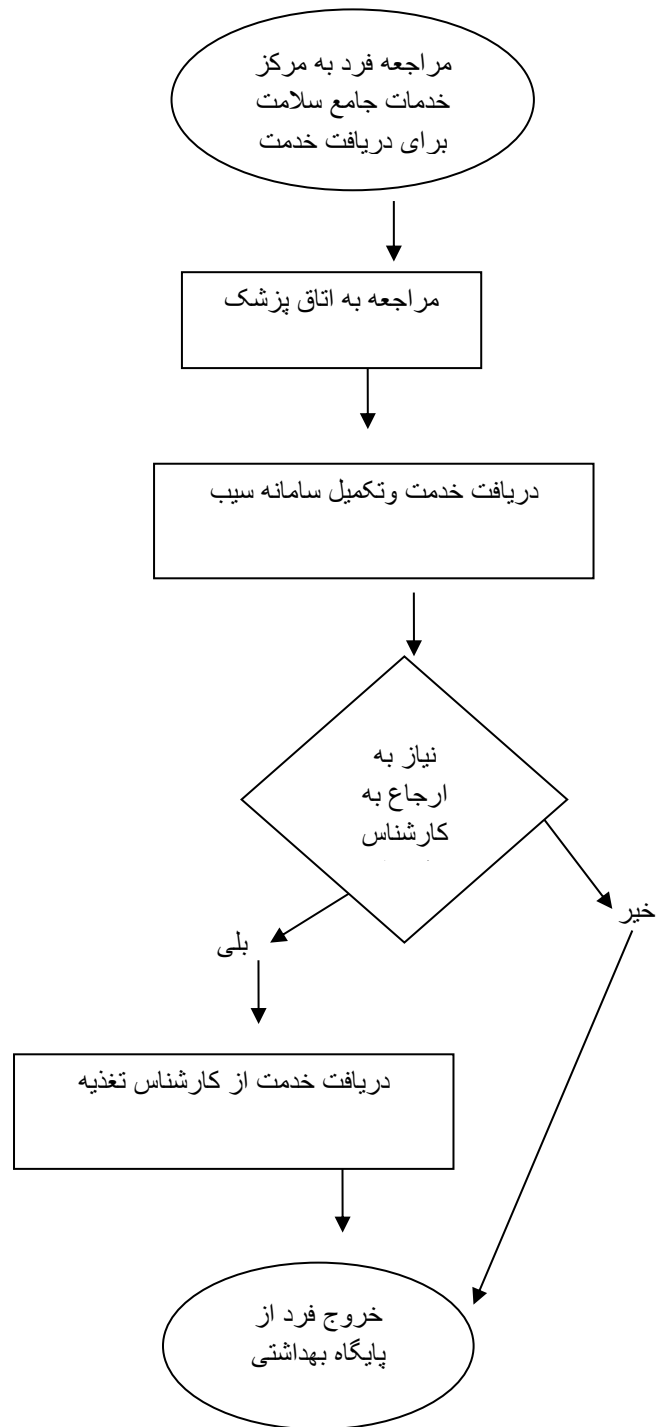 مراجعه فرد به مرکز
خدمات جامع سلامت
برای دریافت خدمت
مراجعه به اتاق پزشک
دریافت خدمت وتکمیل سامانه سیب
نیاز به
ارجاع به
کارشناس
خیر
بلی
دریافت خدمت از کارشناس تغذیه
خروج فرد از
پایگاه بهداشتی